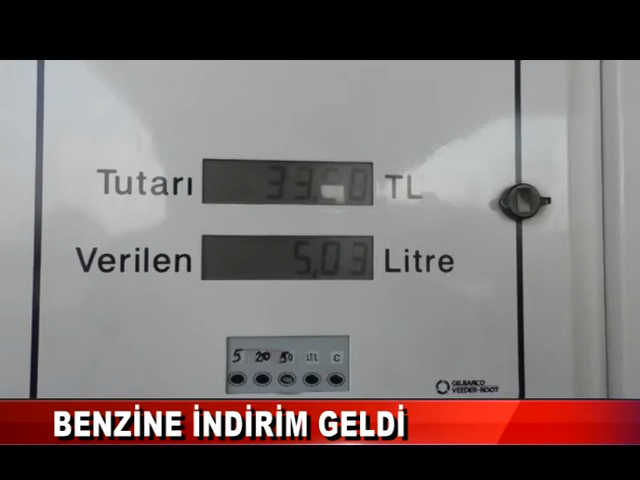 Tutarı 33,60 TL
Verilen 5,03 Litre
5 20 50 LT/L C
GILBARCO
VEEDER-ROOT
BENZİNE İNDİRİM GELDİ